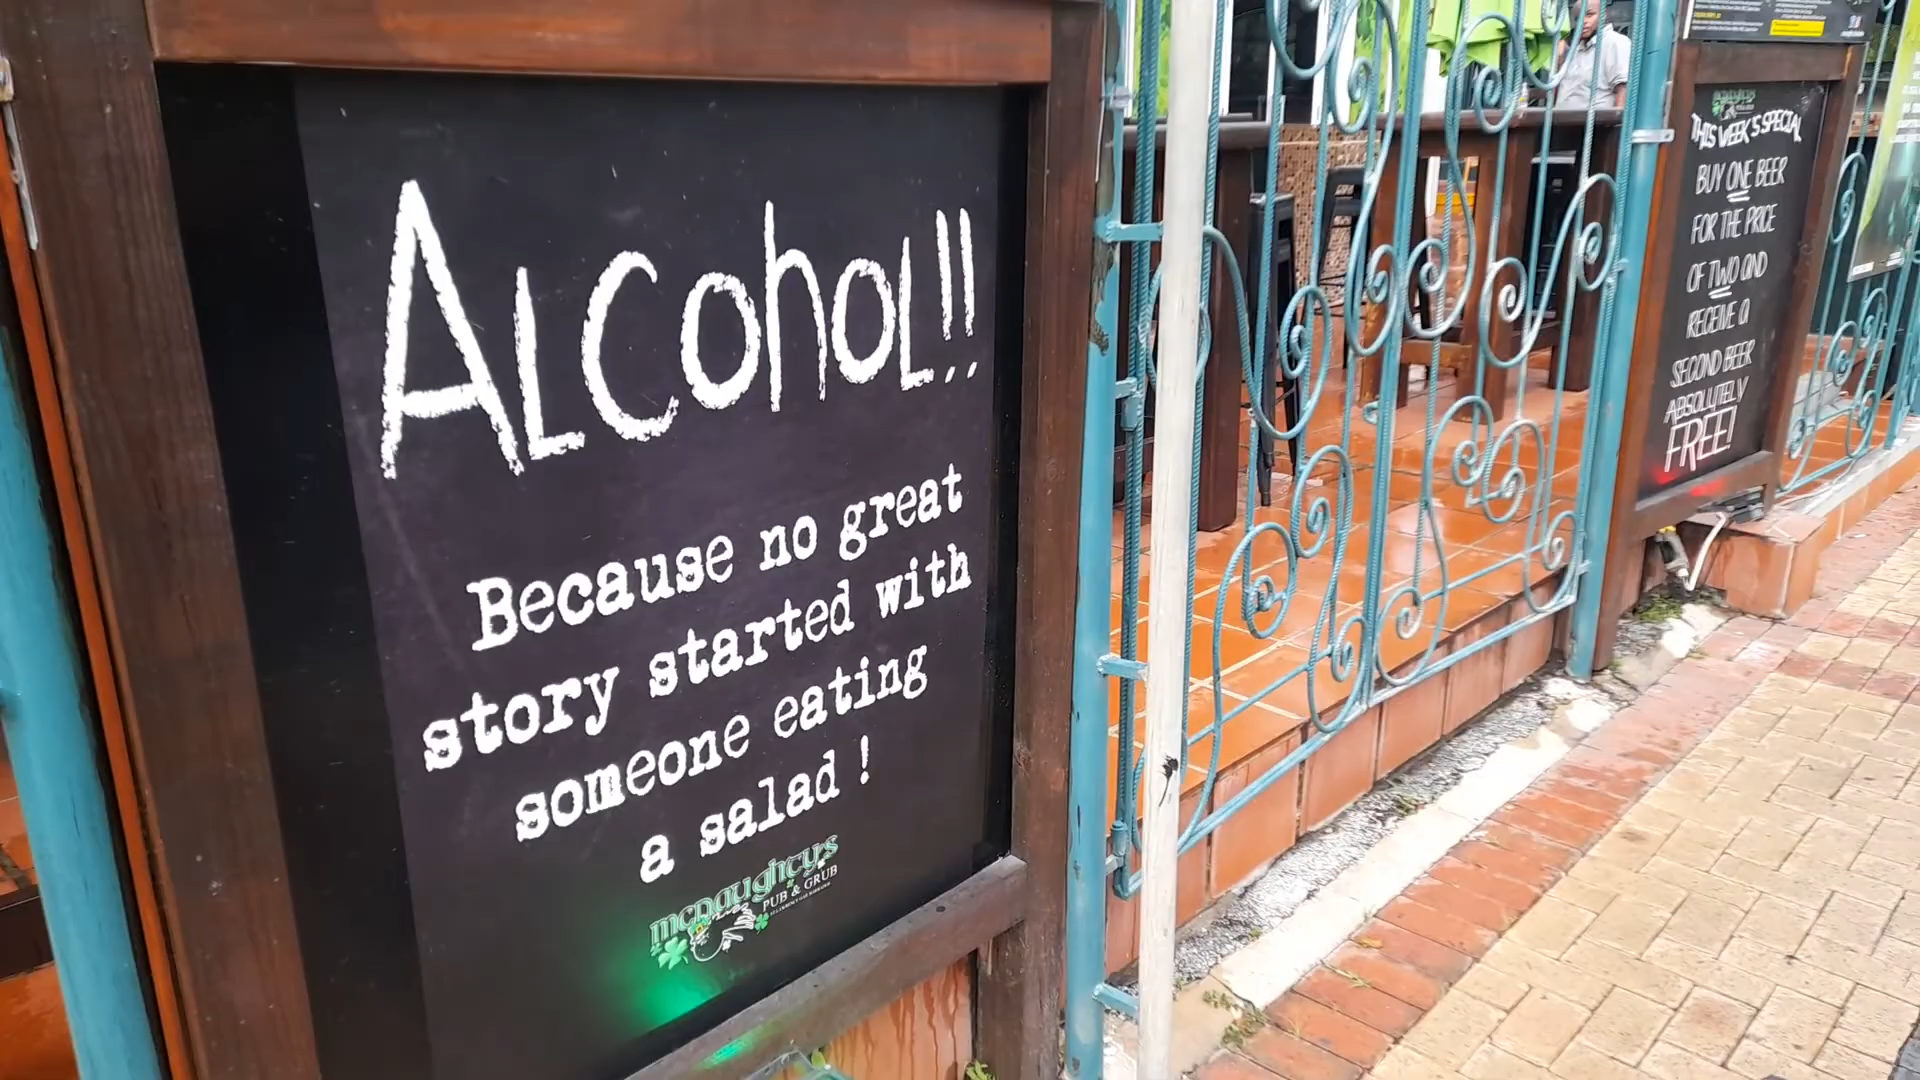 ALCohoL!!
Because no great
story started with
someone eating
a salad !
mcnaughty's
PUB & GRUB
THIS WEEK'S SPECIAL
BUY ONE BEER
FOR THE PRICE
OF TWO AND
RECEIVE A
SECOND BEER
ABSOLUTELY
FREE!